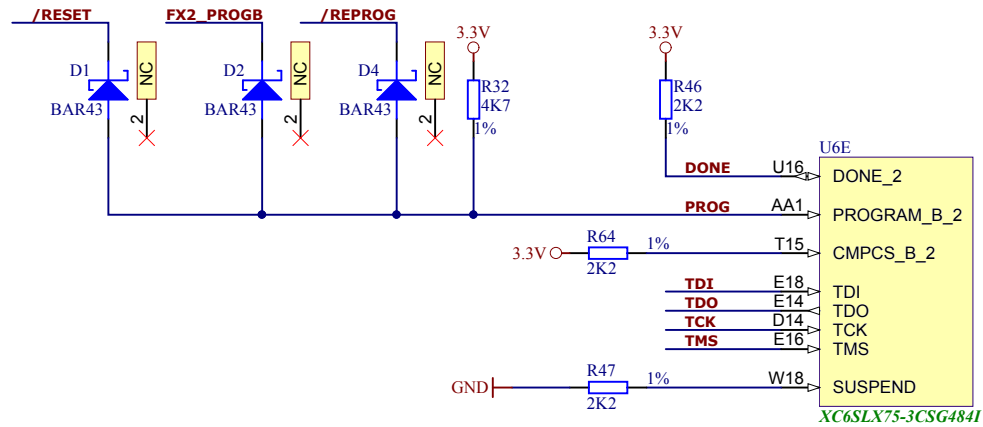 /RESET
FX2_PROGB
/REPROG
3.3V
3.3V
D1
BAR43
NC
2
D2
BAR43
NC
2
D4
BAR43
NC
2
R32
4K7
1%
R46
2K2
1%
U6E
DONE
U16
DONE_2
PROG
AA1
PROGRAM_B_2
3.3V
R64
2K2
1%
T15
CMPCS_B_2
TDI
E18
TDI
TDO
E14
TDO
TCK
D14
TCK
TMS
E16
TMS
GND
R47
2K2
1%
W18
SUSPEND
XC6SLX75-3CSG484I